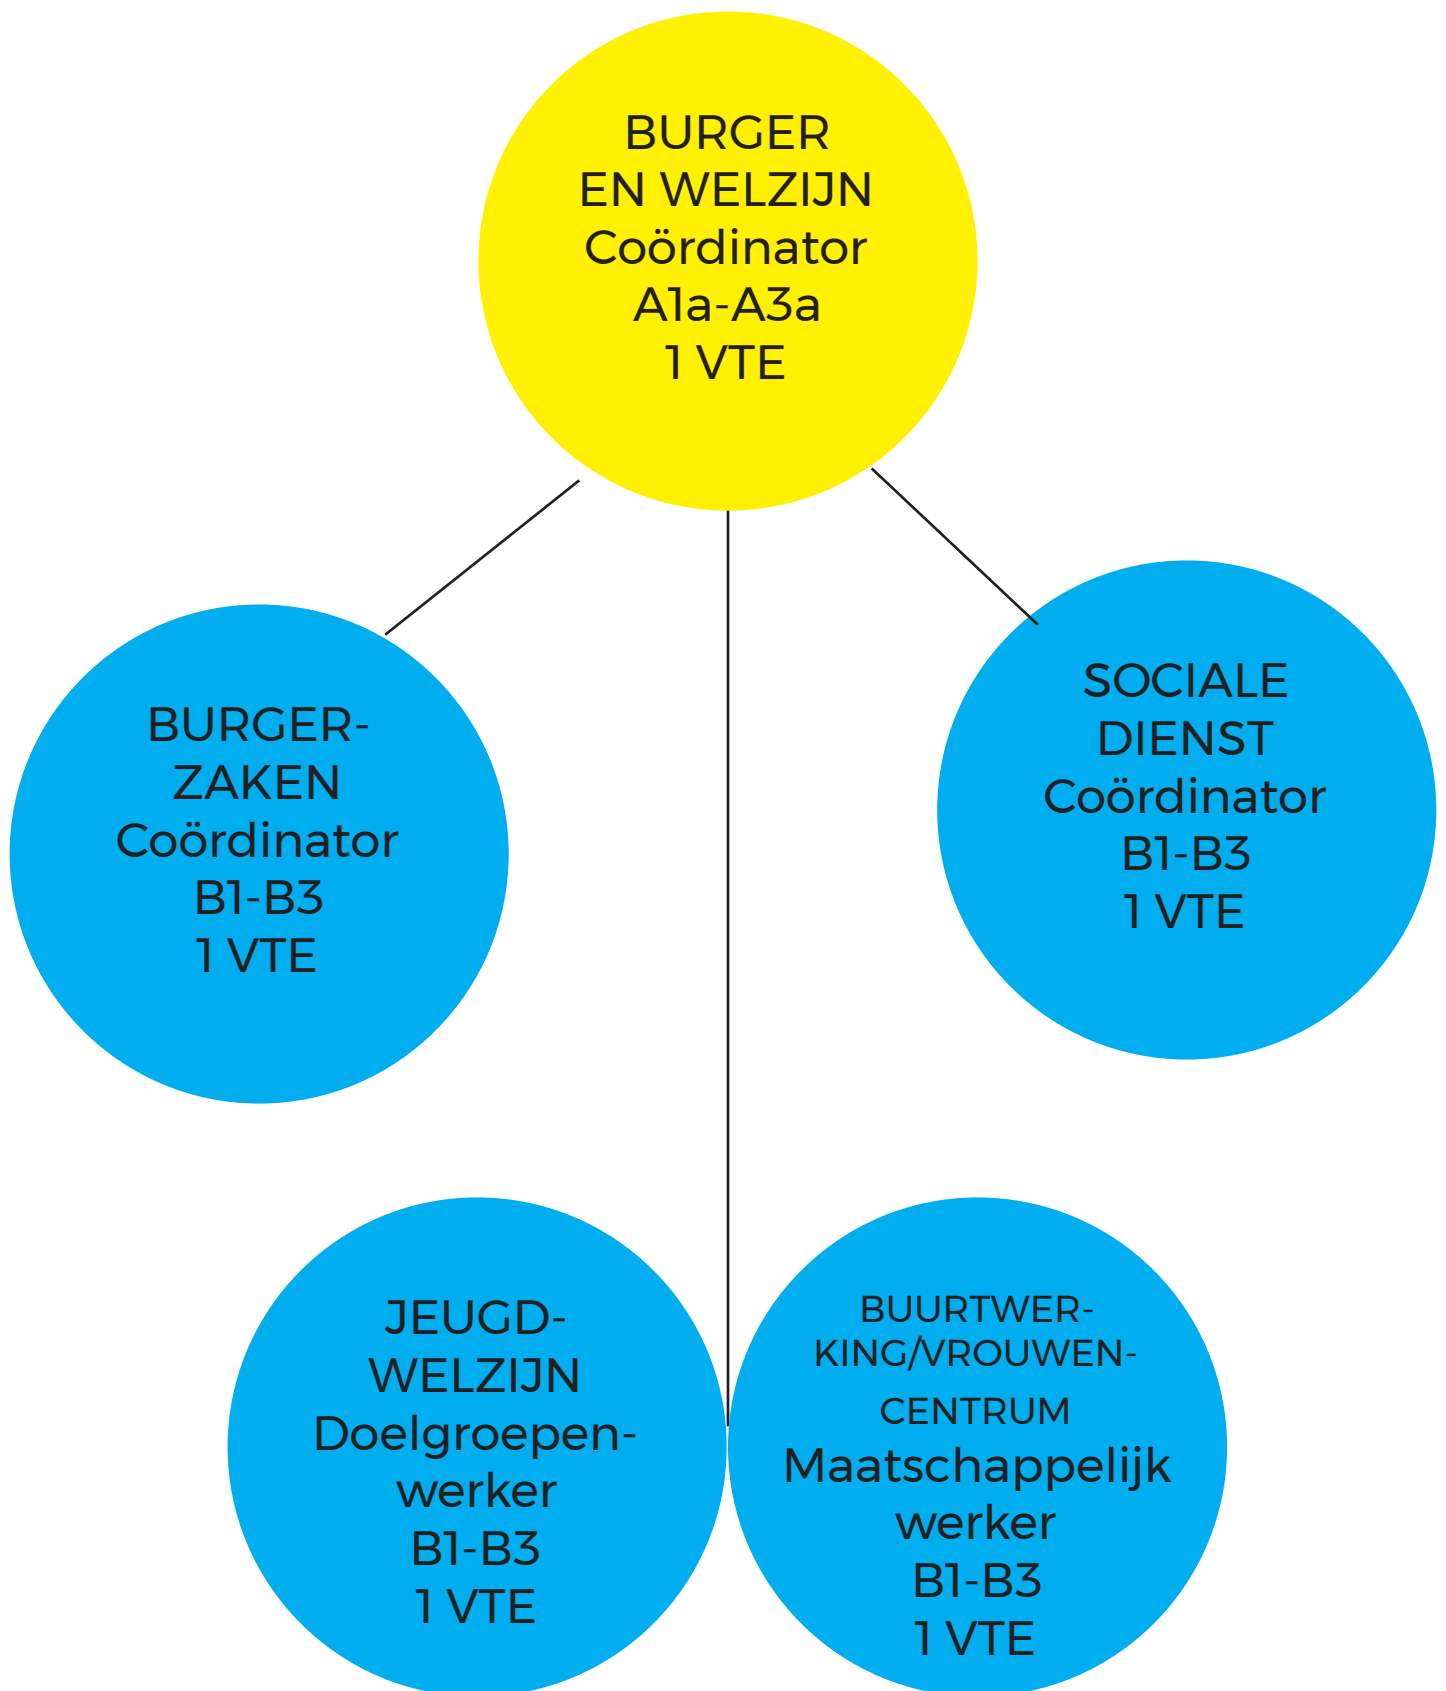 BURGER
EN WELZIJN
Coördinator
A1a-A3a
1 VTE
BURGER-
ZAKEN
Coördinator
B1-B3
1 VTE
SOCIALE
DIENST
Coördinator
B1-B3
1 VTE
JEUGD-
WELZIJN
Doelgroepen-
werker
B1-B3
1 VTE
BUURTWER-
KING/VROUWEN-
CENTRUM
Maatschappelijk
werker
B1-B3
1 VTE